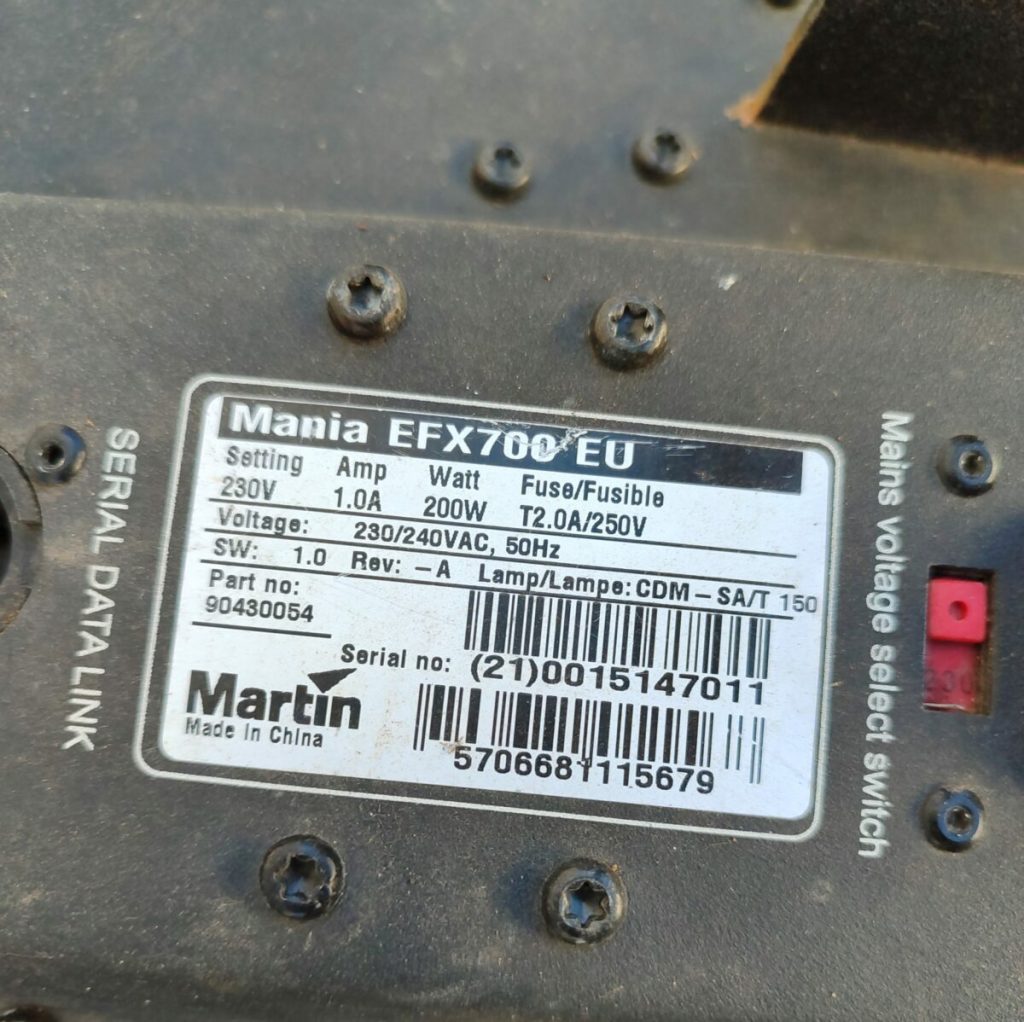 Mania EFX700 EU
Setting Amp Watt Fuse/Fusible
230V 1.0A 200W T2.0A/250V
Voltage: 230/240VAC, 50Hz
SW: 1.0 Rev: -A Lamp/Lampe: CDM-SA/T 150
Part no:
90430054
Serial no: (21)0015147011
Martin
Made in China
5706681115679
SERIAL DATA LINK
Mains voltage select switch
230